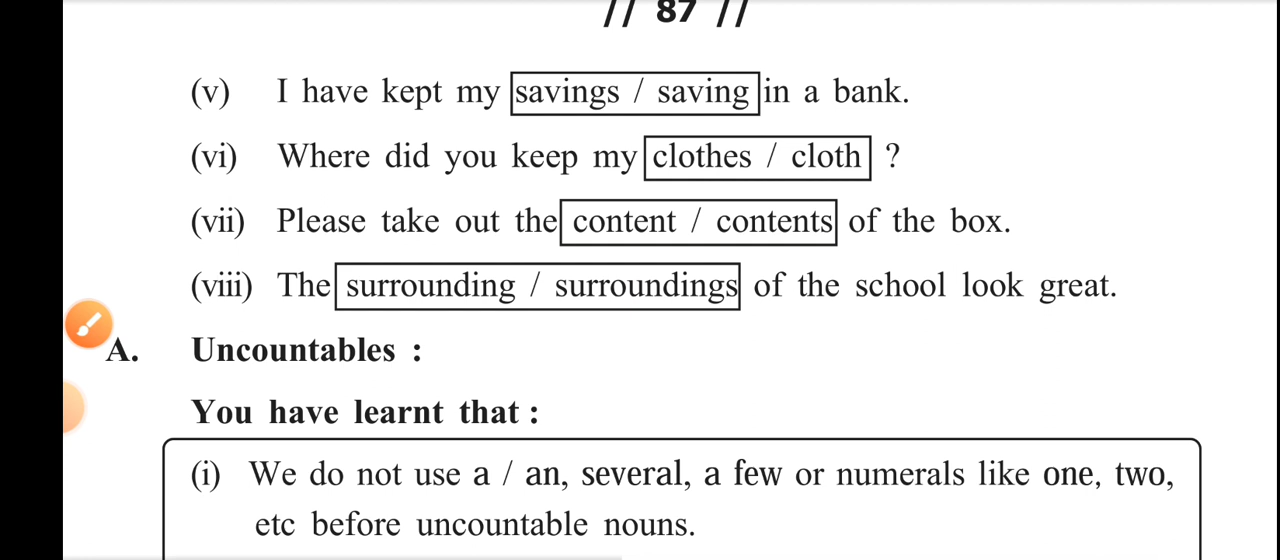 // 87 //
(v) I have kept my savings / saving in a bank.
(vi) Where did you keep my clothes / cloth ?
(vii) Please take out the content / contents of the box.
(viii) The surrounding / surroundings of the school look great.
A. Uncountables :
You have learnt that :
(i) We do not use a / an, several, a few or numerals like one, two,
etc before uncountable nouns.